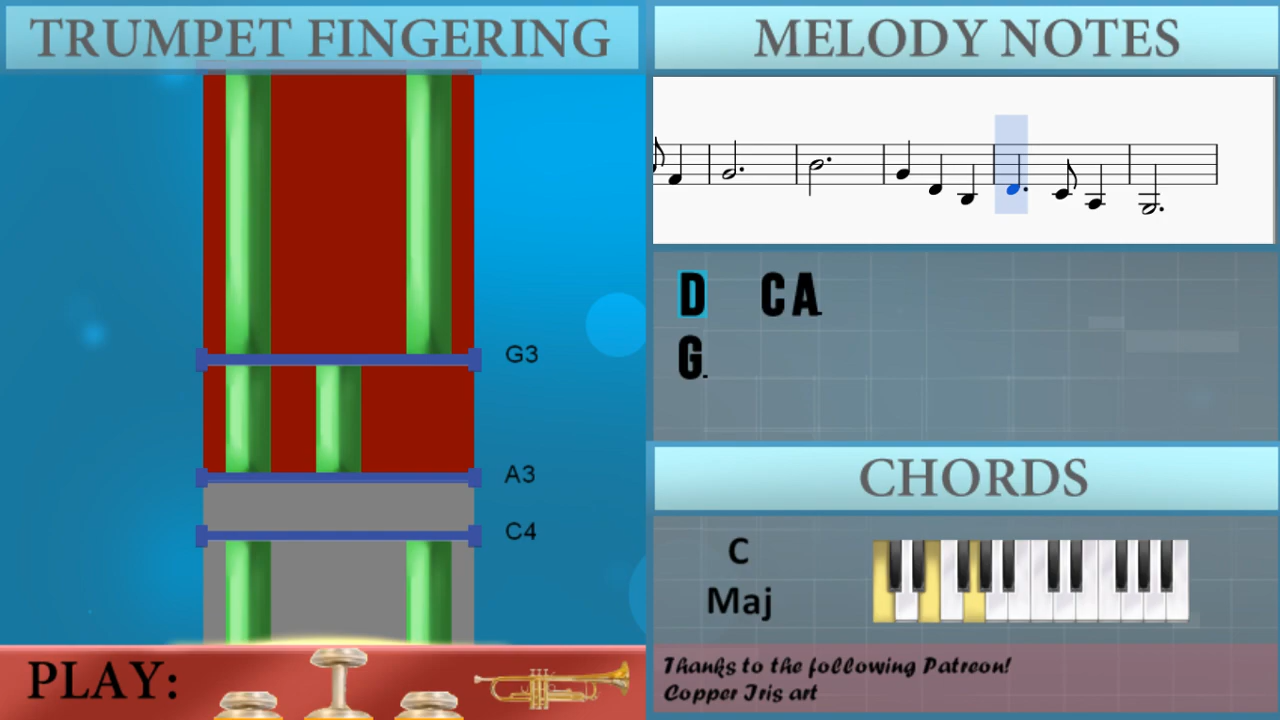 TRUMPET FINGERING
G3
A3
C4
PLAY:
MELODY NOTES
D CA.
G.
CHORDS
C
Maj
Thanks to the following Patreon!
Copper Iris art